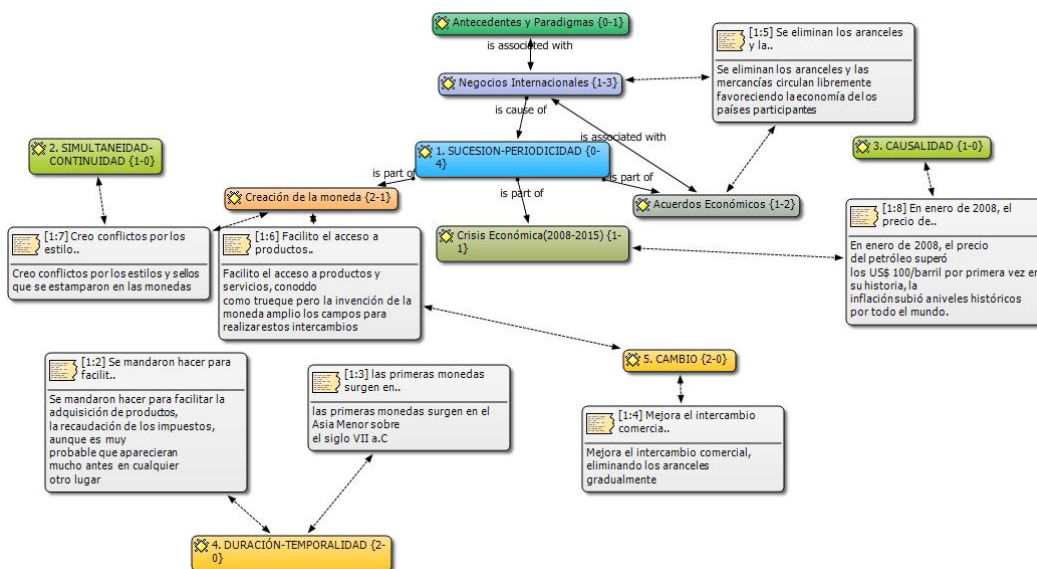 Antecedentes y Paradigmas {0-1}
is associated with
[1:5] Se eliminan los aranceles
y la..
Se eliminan los aranceles y las
mercancías circulan libremente
favoreciendo la economía de los
países participantes
Negocios Internacionales {1-3}
is cause of
is associated with
2. SIMULTANEIDAD-
CONTINUIDAD {1-0}
1. SUCESION-PERIODICIDAD {0-
4}
3. CAUSALIDAD {1-0}
is part of
is part of
is part of
Creación de la moneda {2-1}
Acuerdos Económicos {1-2}
[1:7] Creo conflictos por los
estilo..
Creo conflictos por los estilos y sellos
que se estamparon en las monedas
[1:6] Facilito el acceso a
productos..
Facilito el acceso a productos y
servicios, conocido
como trueque pero la invención de la
moneda amplio los campos para
realizar estos intercambios
Crisis Económica(2008-2015) {1-
1}
[1:8] En enero de 2008, el
precio de..
En enero de 2008, el precio
del petróleo superó
los US$ 100/barril por primera vez en
su historia, la
inflación subió a niveles históricos
por todo el mundo.
[1:2] Se mandaron hacer para
facilit..
Se mandaron hacer para facilitar la
adquisición de productos,
la recaudación de los impuestos,
aunque es muy
probable que aparecieran
mucho antes en cualquier
otro lugar
[1:3] las primeras monedas
surgen en..
las primeras monedas surgen en el
Asia Menor sobre
el siglo VII a.C
5. CAMBIO {2-0}
[1:4] Mejora el intercambio
comercia..
Mejora el intercambio comercial,
eliminando los aranceles
gradualmente
4. DURACIÓN-TEMPORALIDAD {2-
0}